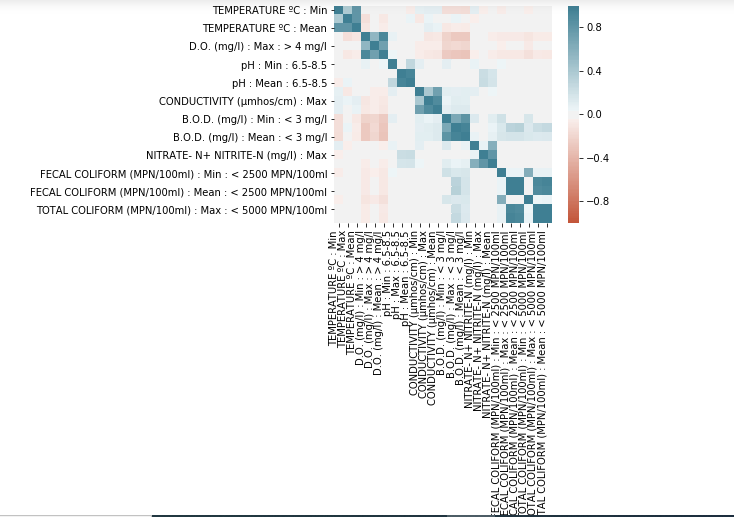 TEMPERATURE ºC : Min
TEMPERATURE ºC : Mean
D.O. (mg/l) : Max : > 4 mg/l
pH : Min : 6.5-8.5
pH : Mean : 6.5-8.5
CONDUCTIVITY (µmhos/cm) : Max
B.O.D. (mg/l) : Min : < 3 mg/l
B.O.D. (mg/l) : Mean : < 3 mg/l
NITRATE- N+ NITRITE-N (mg/l) : Max
FECAL COLIFORM (MPN/100ml) : Min : < 2500 MPN/100ml
FECAL COLIFORM (MPN/100ml) : Mean : < 2500 MPN/100ml
TOTAL COLIFORM (MPN/100ml) : Max : < 5000 MPN/100ml
0.8
0.4
0.0
−0.4
−0.8
TEMPERATURE ºC : Min
TEMPERATURE ºC : Max
TEMPERATURE ºC : Mean
D.O. (mg/l) : Min : > 4 mg/l
D.O. (mg/l) : Max : > 4 mg/l
D.O. (mg/l) : Mean : > 4 mg/l
pH : Min : 6.5-8.5
pH : Max : 6.5-8.5
pH : Mean : 6.5-8.5
CONDUCTIVITY (µmhos/cm) : Min
CONDUCTIVITY (µmhos/cm) : Max
CONDUCTIVITY (µmhos/cm) : Mean
B.O.D. (mg/l) : Min : < 3 mg/l
B.O.D. (mg/l) : Max : < 3 mg/l
B.O.D. (mg/l) : Mean : < 3 mg/l
NITRATE- N+ NITRITE-N (mg/l) : Min
NITRATE- N+ NITRITE-N (mg/l) : Max
NITRATE- N+ NITRITE-N (mg/l) : Mean
COLIFORM (MPN/100ml) : Min : < 2500 MPN/100ml
COLIFORM (MPN/100ml) : Max : < 2500 MPN/100ml
COLIFORM (MPN/100ml) : Mean : < 2500 MPN/100ml
COLIFORM (MPN/100ml) : Min : < 5000 MPN/100ml
COLIFORM (MPN/100ml) : Max : < 5000 MPN/100ml
COLIFORM (MPN/100ml) : Mean : < 5000 MPN/100ml